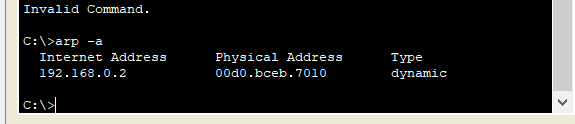 Invalid Command.
C:\>arp -a
Internet Address Physical Address Type
192.168.0.2 00d0.bceb.7010 dynamic
C:\>